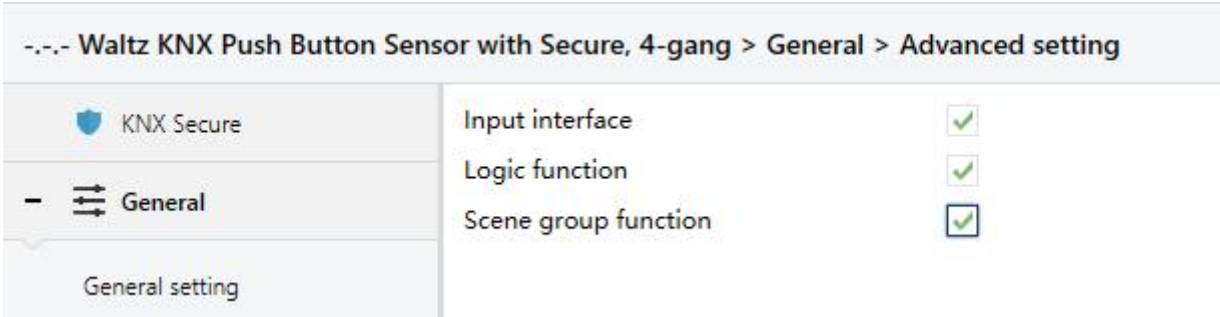 -.-.- Waltz KNX Push Button Sensor with Secure, 4-gang > General > Advanced setting
KNX Secure
General
General setting
Input interface
Logic function
Scene group function